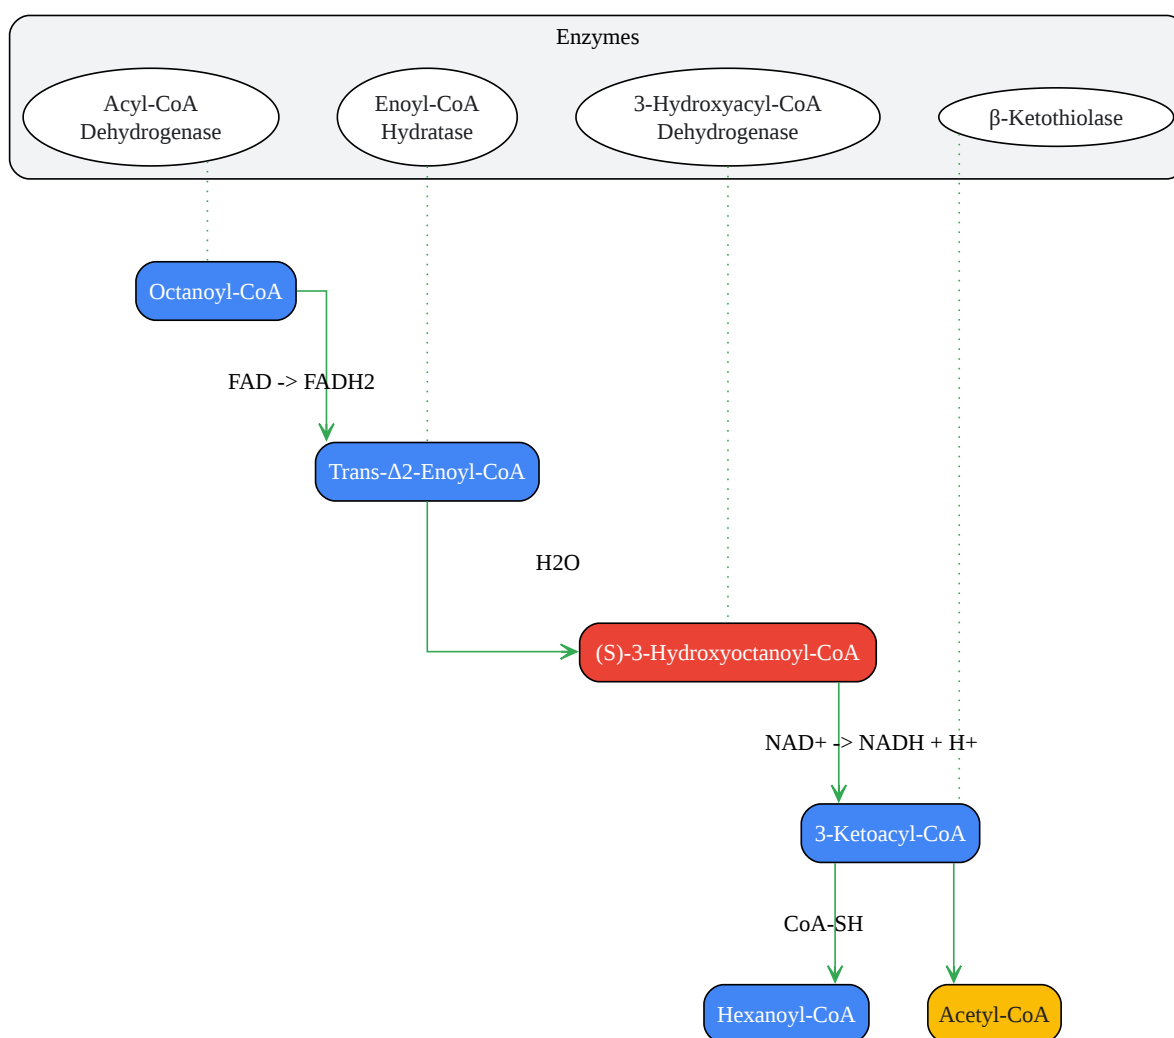 Enzymes
Acyl-CoA
Dehydrogenase
Enoyl-CoA
Hydratase
3-Hydroxyacyl-CoA
Dehydrogenase
β-Ketothiolase
Octanoyl-CoA
FAD -> FADH2
Trans-Δ2-Enoyl-CoA
H2O
(S)-3-Hydroxyoctanoyl-CoA
NAD+ -> NADH + H+
3-Ketoacyl-CoA
CoA-SH
Hexanoyl-CoA
Acetyl-CoA